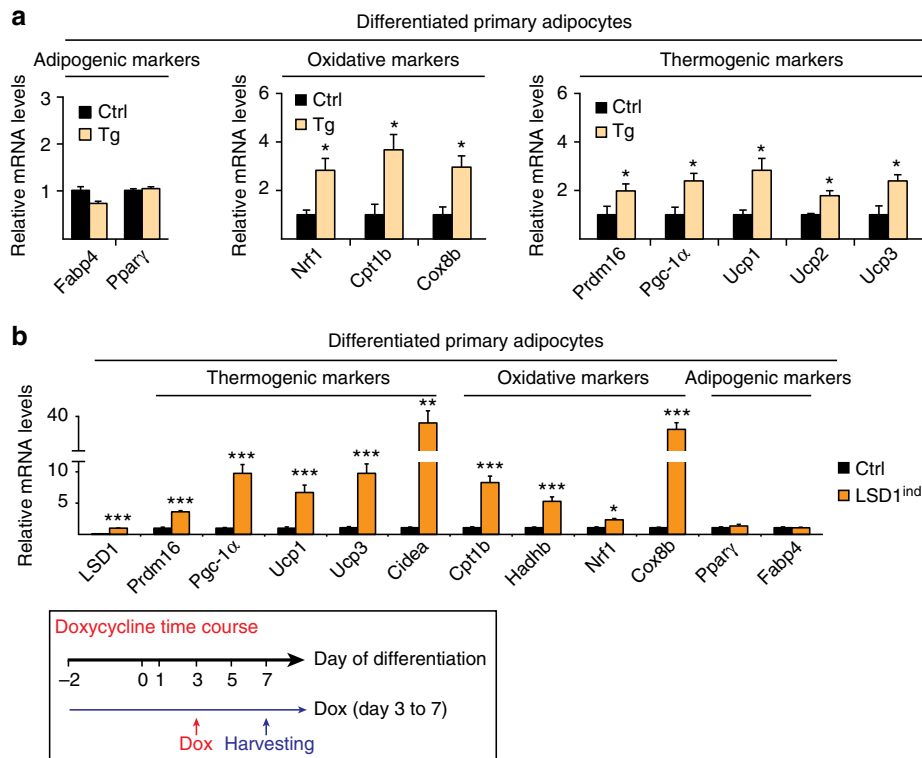 a
Differentiated primary adipocytes
Adipogenic markers
Relative mRNA levels
3
2
1
Ctrl
Tg
Fabp4
Pparγ
Oxidative markers
Relative mRNA levels
6
4
2
Ctrl
Tg
*
*
*
Nrf1
Cpt1b
Cox8b
Thermogenic markers
Relative mRNA levels
6
4
2
Ctrl
Tg
*
*
*
*
*
Prdm16
Pgc-1α
Ucp1
Ucp2
Ucp3
b
Differentiated primary adipocytes
Thermogenic markers
Oxidative markers
Adipogenic markers
Relative mRNA levels
40
10
5
***
***
***
***
***
**
***
***
*
***
Ctrl
LSD1ind
LSD1
Prdm16
Pgc-1α
Ucp1
Ucp3
Cidea
Cpt1b
Hadhb
Nrf1
Cox8b
Pparγ
Fabp4
Doxycycline time course
Day of differentiation
–2 0 1 3 5 7
Dox (day 3 to 7)
Dox Harvesting